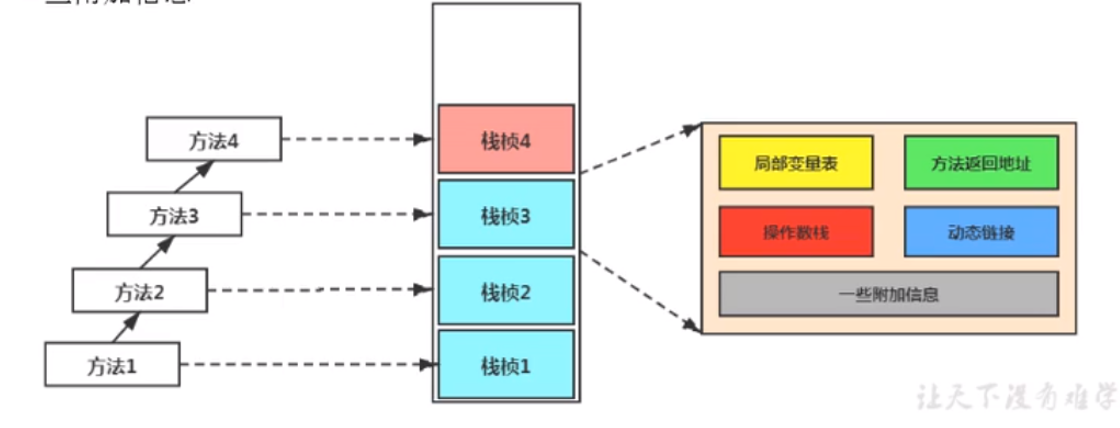 方法4
栈桢4
方法3
栈桢3
方法2
栈桢2
方法1
栈桢1
局部变量表
方法返回地址
操作数栈
动态链接
一些附加信息
让天下没有难学